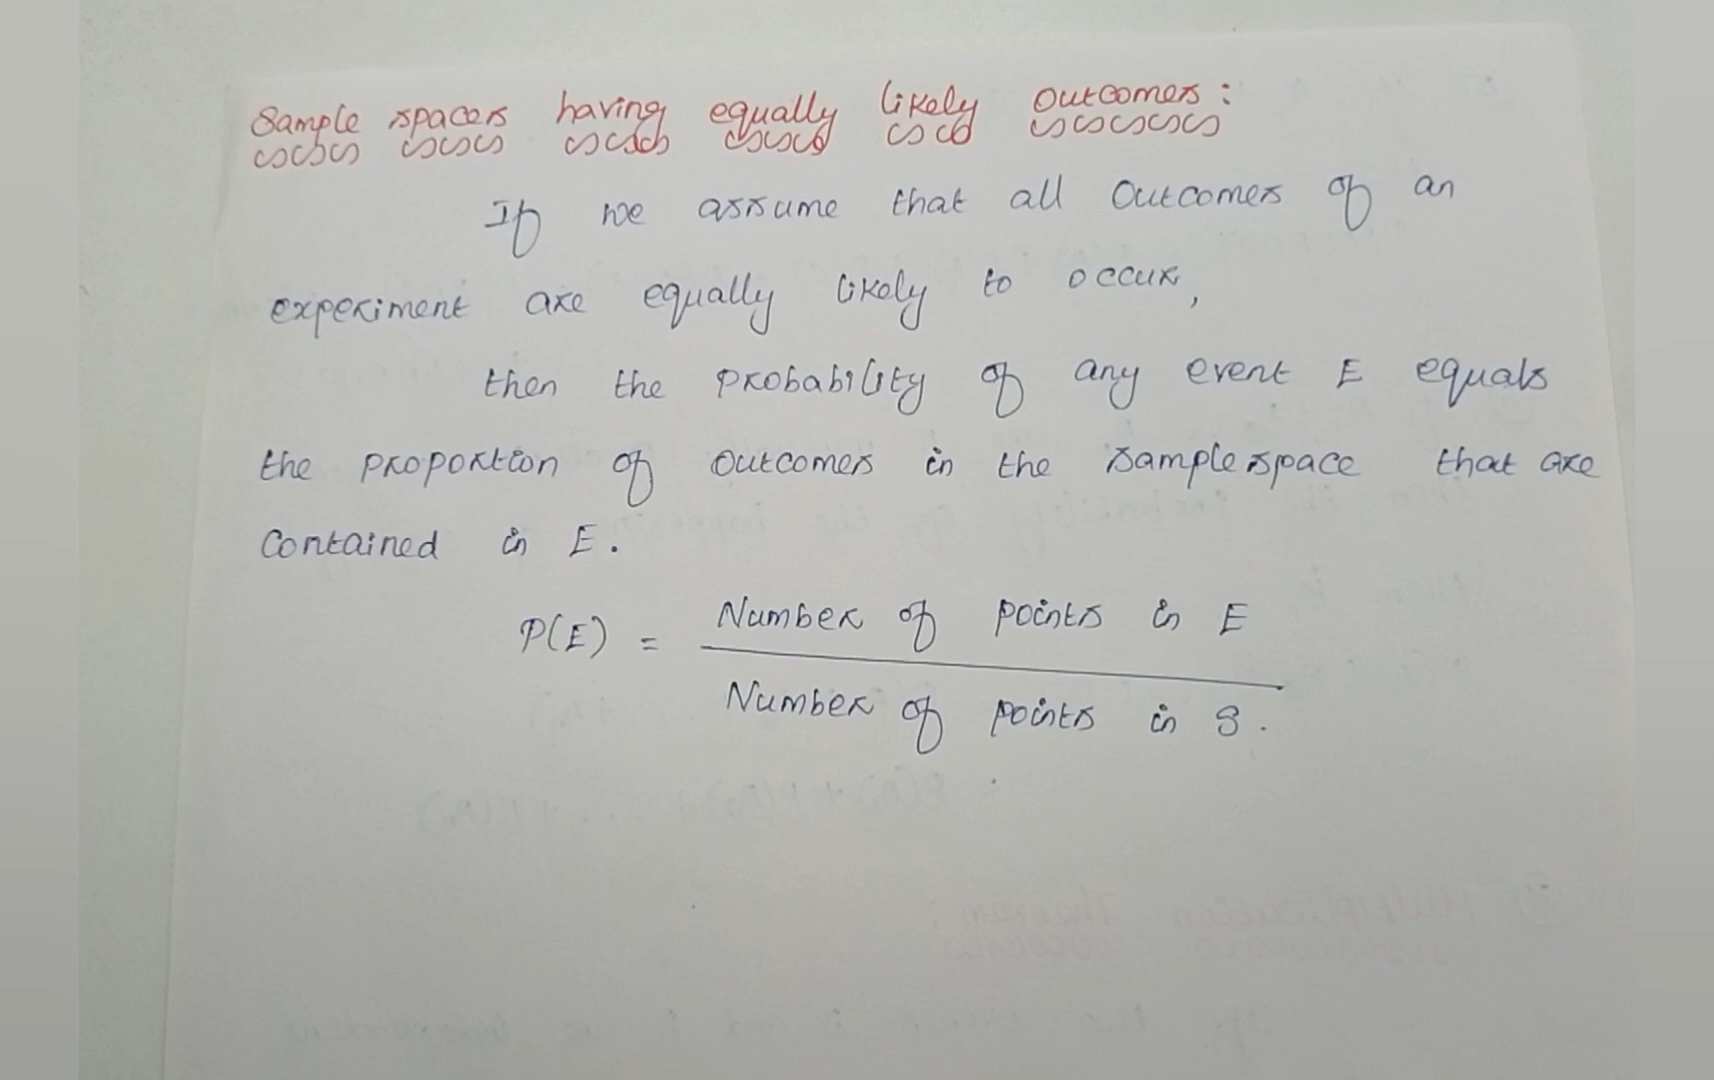 Sample spaces having equally likely outcomes:
If we assume that all outcomes of an
experiment are equally likely to occur,
then the probability of any event E equals
the proportion of outcomes in the sample space that are
contained in E.
P(E) = Number of points in E
Number of points in S.